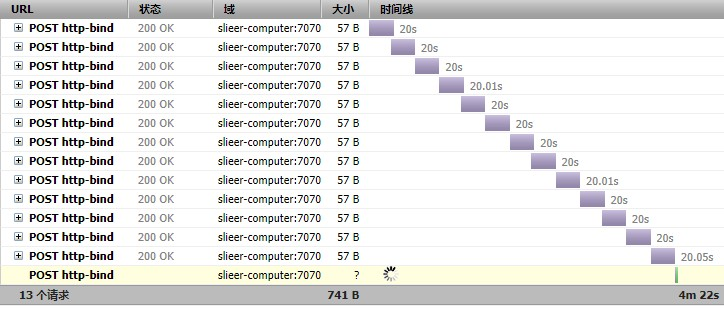 URL 状态 域 大小 时间线
POST http-bind 200 OK slieer-computer:7070 57 B 20s
POST http-bind 200 OK slieer-computer:7070 57 B 20s
POST http-bind 200 OK slieer-computer:7070 57 B 20s
POST http-bind 200 OK slieer-computer:7070 57 B 20.01s
POST http-bind 200 OK slieer-computer:7070 57 B 20s
POST http-bind 200 OK slieer-computer:7070 57 B 20s
POST http-bind 200 OK slieer-computer:7070 57 B 20s
POST http-bind 200 OK slieer-computer:7070 57 B 20s
POST http-bind 200 OK slieer-computer:7070 57 B 20.01s
POST http-bind 200 OK slieer-computer:7070 57 B 20s
POST http-bind 200 OK slieer-computer:7070 57 B 20s
POST http-bind 200 OK slieer-computer:7070 57 B 20s
POST http-bind 200 OK slieer-computer:7070 57 B 20.05s
POST http-bind slieer-computer:7070 ?
13 个请求 741 B 4m 22s